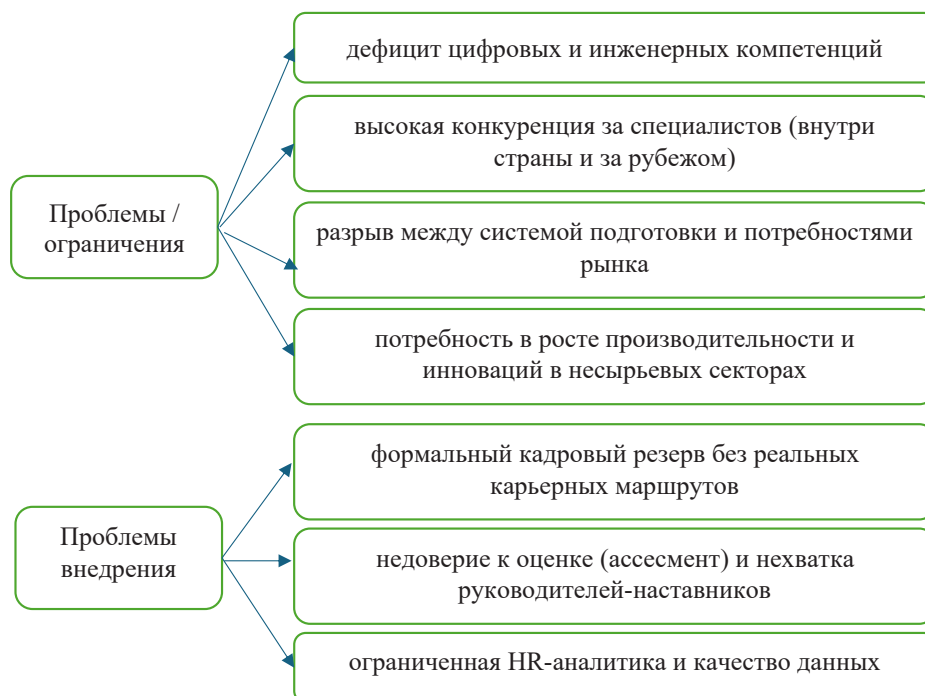 дефицит цифровых и инженерных компетенций
высокая конкуренция за специалистов (внутри
страны и за рубежом)
Проблемы /
ограничения
разрыв между системой подготовки и потребностями
рынка
потребность в росте производительности и
инноваций в несырьевых секторах
формальный кадровый резерв без реальных
карьерных маршрутов
Проблемы
внедрения
недоверие к оценке (ассесмент) и нехватка
руководителей-наставников
ограниченная HR-аналитика и качество данных